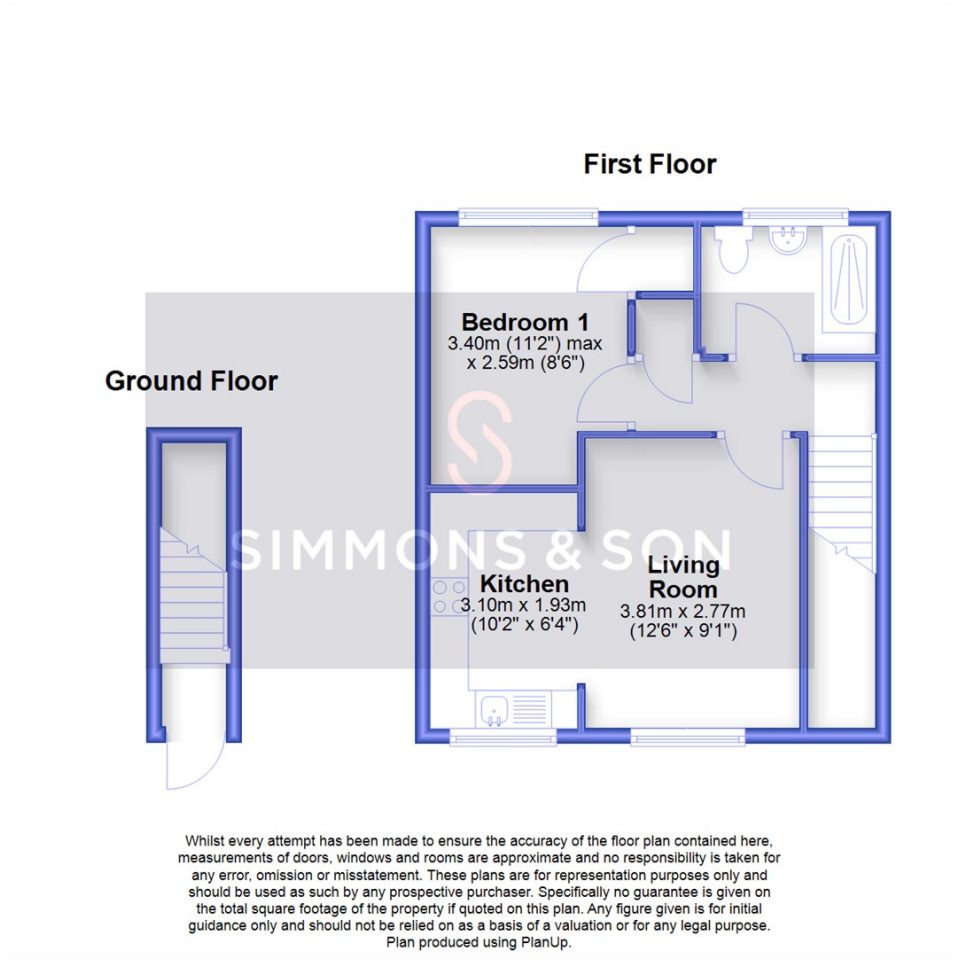 First Floor
Bedroom 1
3.40m (11'2") max
x 2.59m (8'6")
Ground Floor
SIMMONS & SON
Kitchen
3.10m x 1.93m
(10'2" x 6'4")
Living
Room
3.81m x 2.77m
(12'6" x 9'1")
Whilst every attempt has been made to ensure the accuracy of the floor plan contained here,
measurements of doors, windows and rooms are approximate and no responsibility is taken for
any error, omission or misstatement. These plans are for representation purposes only and
should be used as such by any prospective purchaser. Specifically no guarantee is given on
the total square footage of the property if quoted on this plan. Any figure given is for initial
guidance only and should not be relied on as a basis of a valuation or for any legal purpose.
Plan produced using PlanUp.